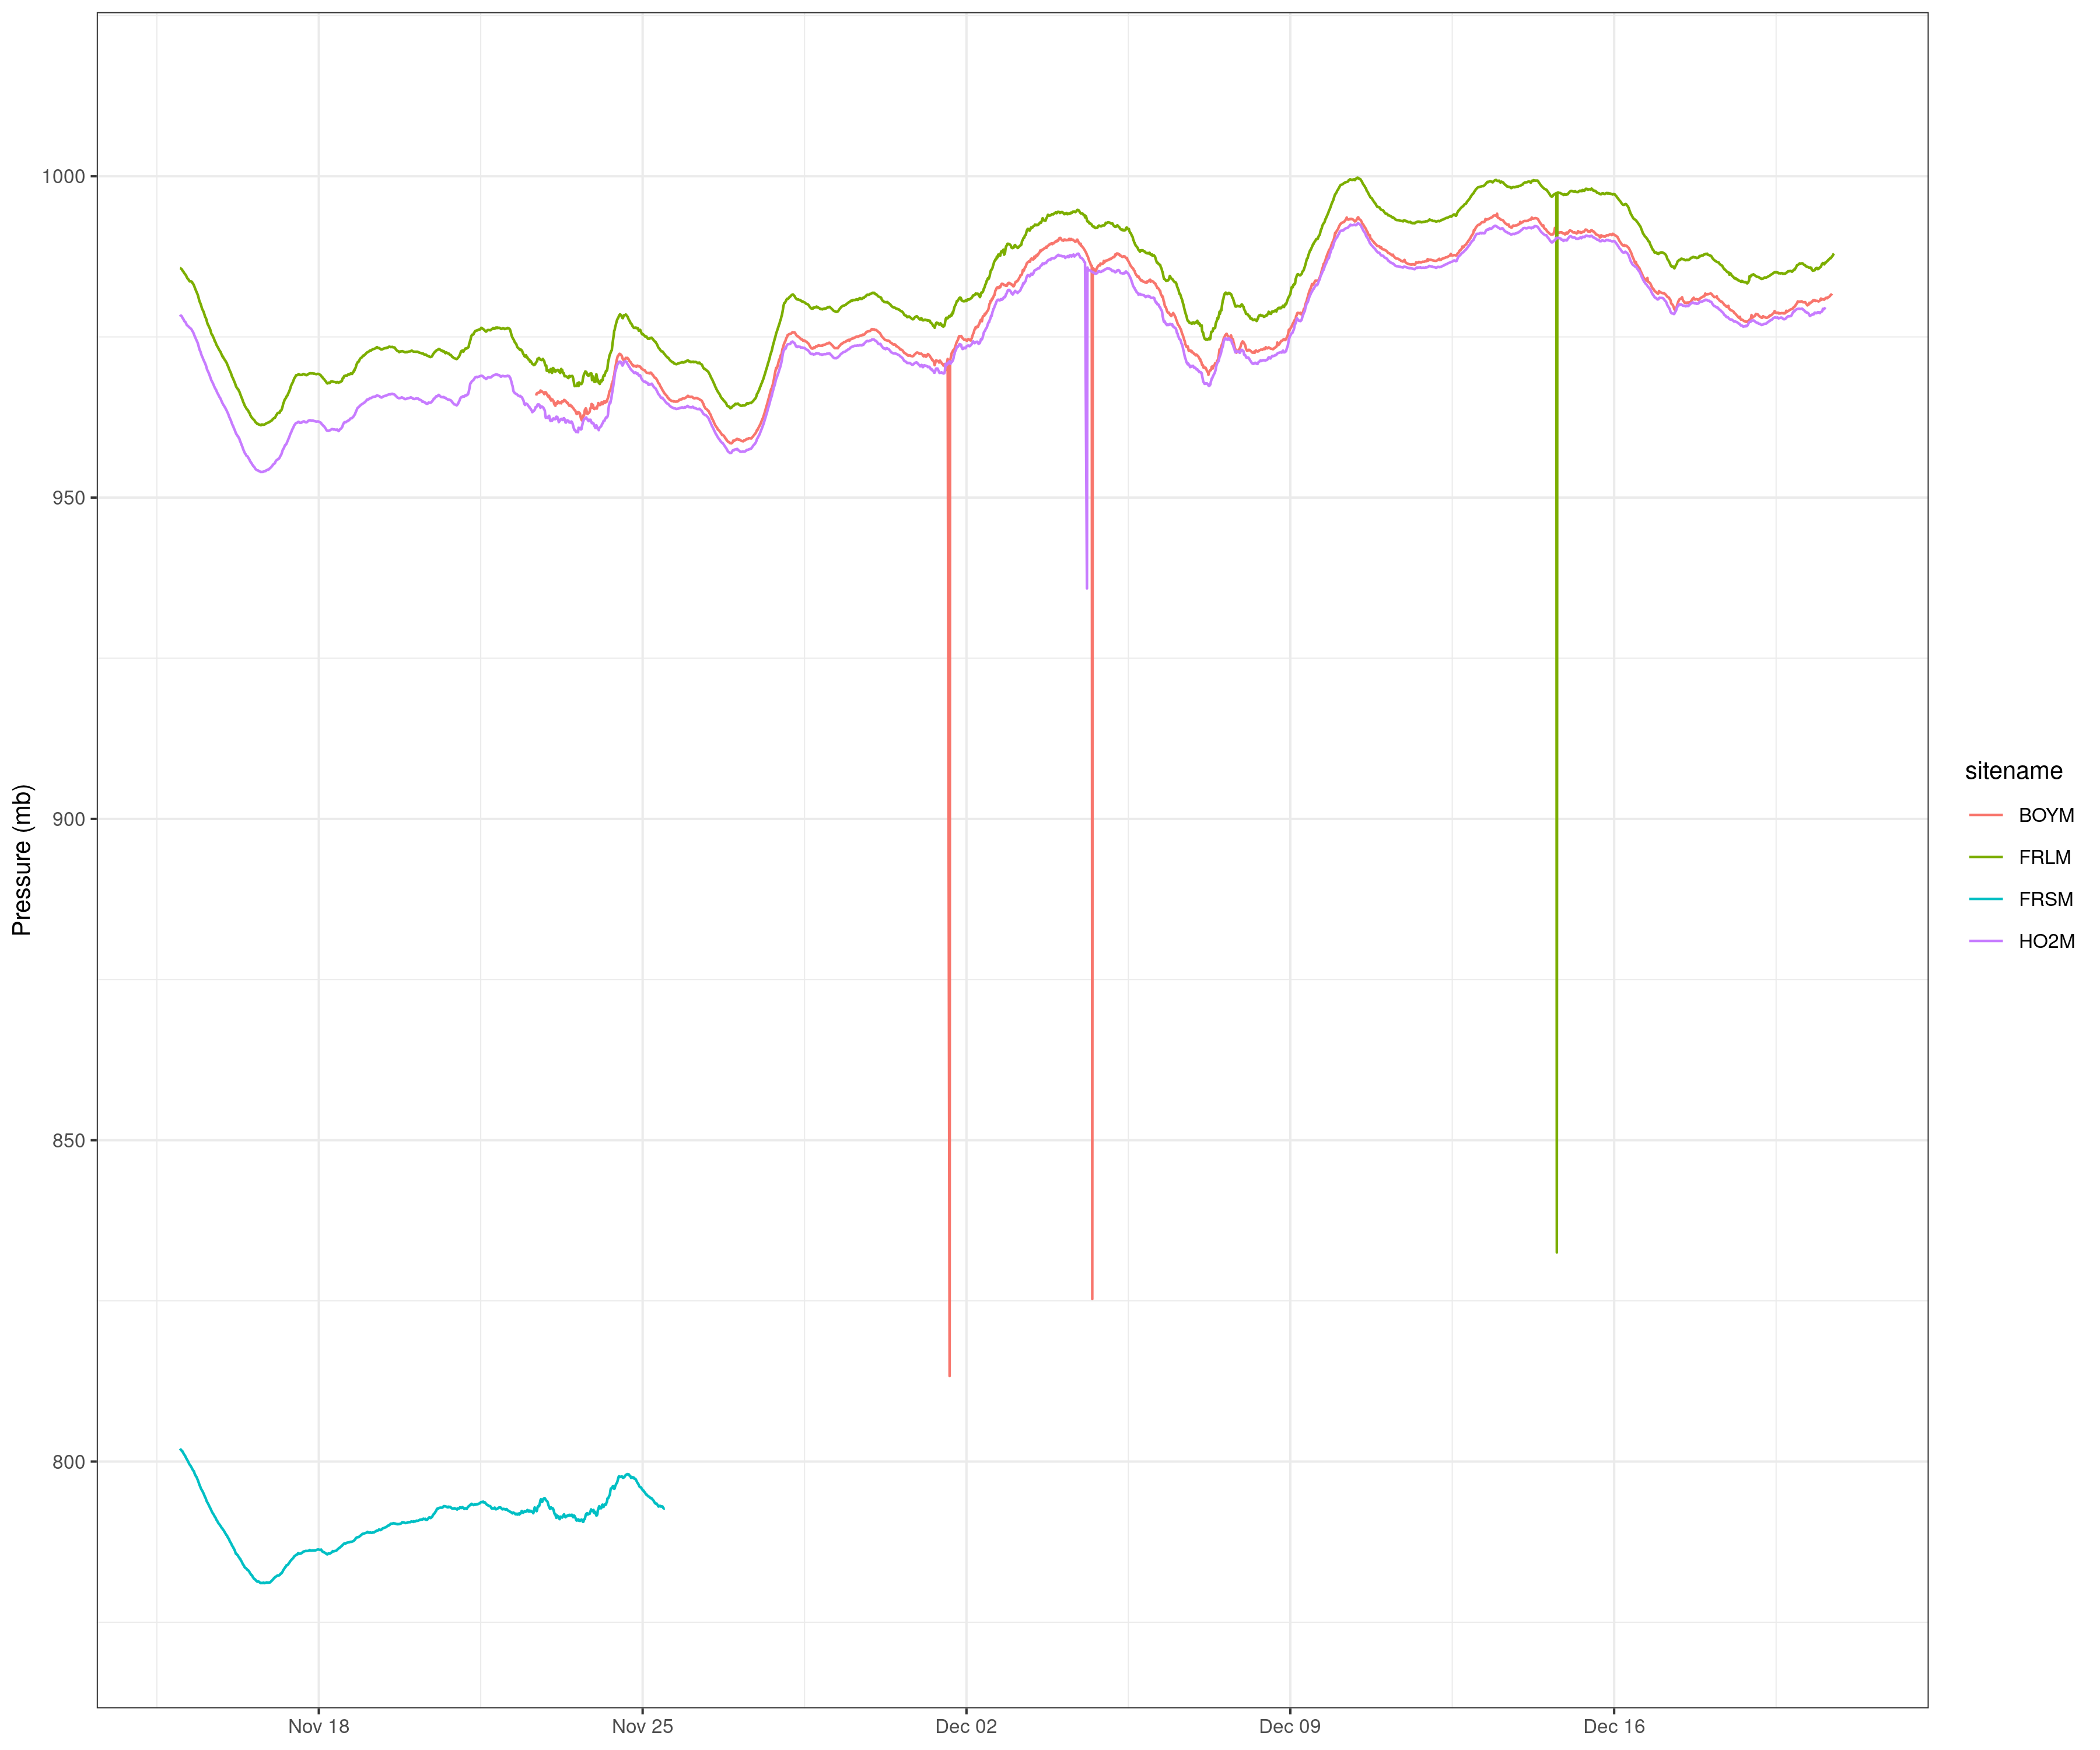 1000
950
900
850
800
Pressure (mb)
Nov 18
Nov 25
Dec 02
Dec 09
Dec 16
sitename
BOYM
FRLM
FRSM
HO2M